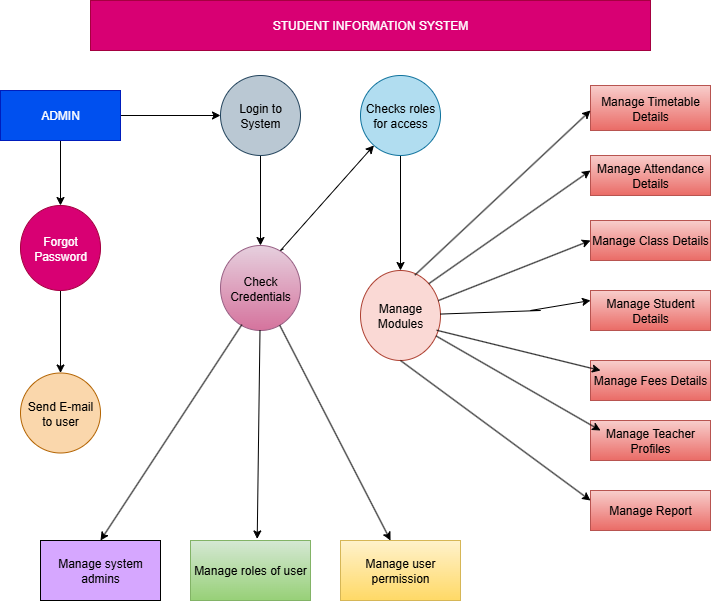 STUDENT INFORMATION SYSTEM
ADMIN
Login to
System
Checks roles
for access
Manage Timetable
Details
Manage Attendance
Details
Forgot
Password
Manage Class Details
Check
Credentials
Manage
Modules
Manage Student
Details
Manage Fees Details
Send E-mail
to user
Manage Teacher
Profiles
Manage Report
Manage system
admins
Manage roles of user
Manage user
permission